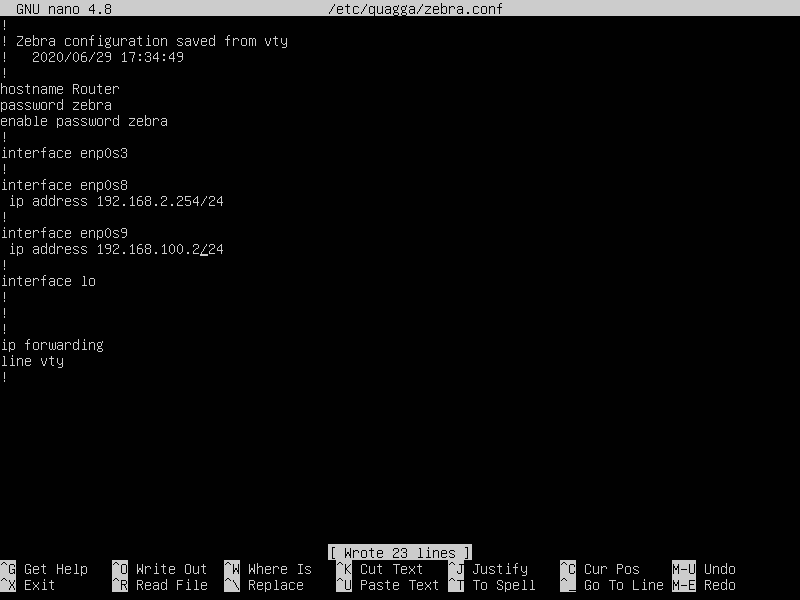 GNU nano 4.8 /etc/quagga/zebra.conf
!
! Zebra configuration saved from vty
!   2020/06/29 17:34:49
!
hostname Router
password zebra
enable password zebra
!
interface enp0s3
!
interface enp0s8
 ip address 192.168.2.254/24
!
interface enp0s9
 ip address 192.168.100.2/24
!
interface lo
!
!
!
ip forwarding
line vty
!
[ Wrote 23 lines ]
^G Get Help ^O Write Out ^W Where Is ^K Cut Text ^J Justify ^C Cur Pos M-U Undo
^X Exit ^R Read File ^\ Replace ^U Paste Text ^T To Spell ^_ Go To Line M-E Redo